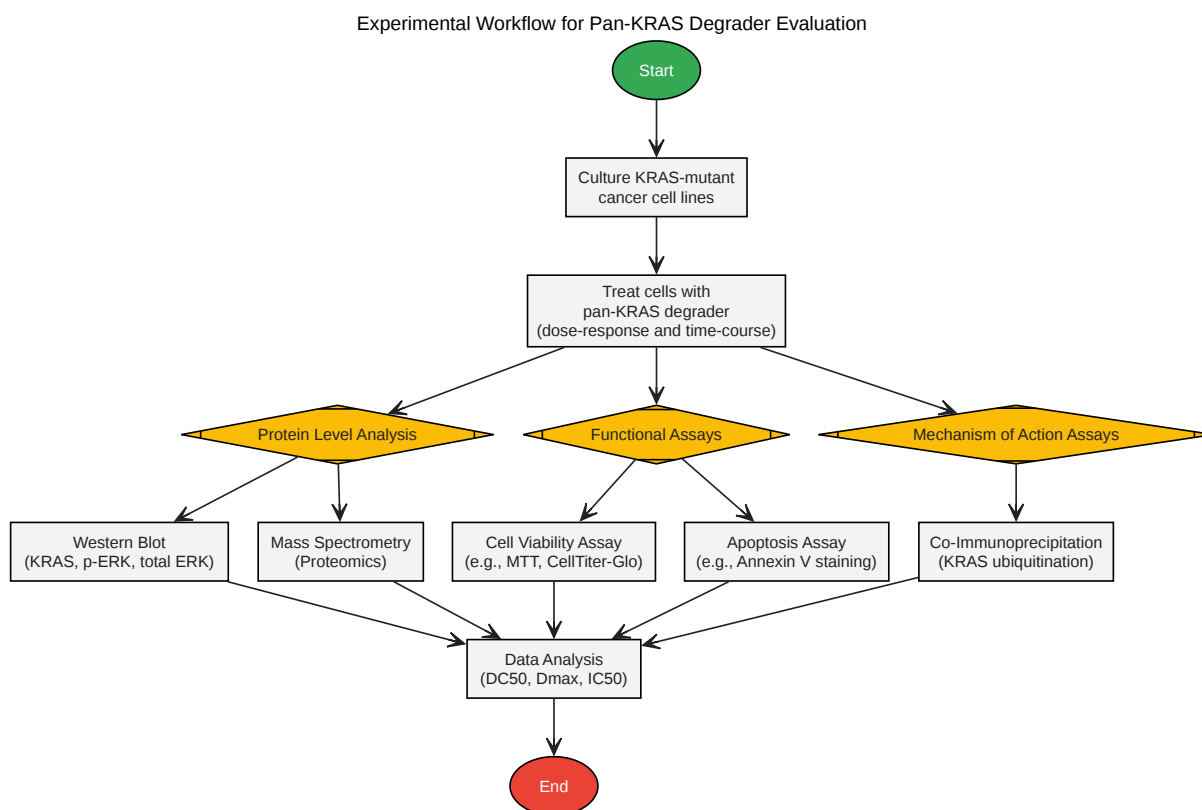 Experimental Workflow for Pan-KRAS Degrader Evaluation
Start
Culture KRAS-mutant
cancer cell lines
Treat cells with
pan-KRAS degrader
(dose-response and time-course)
Protein Level Analysis
Functional Assays
Mechanism of Action Assays
Western Blot
(KRAS, p-ERK, total ERK)
Mass Spectrometry
(Proteomics)
Cell Viability Assay
(e.g., MTT, CellTiter-Glo)
Apoptosis Assay
(e.g., Annexin V staining)
Co-Immunoprecipitation
(KRAS ubiquitination)
Data Analysis
(DC50, Dmax, IC50)
End